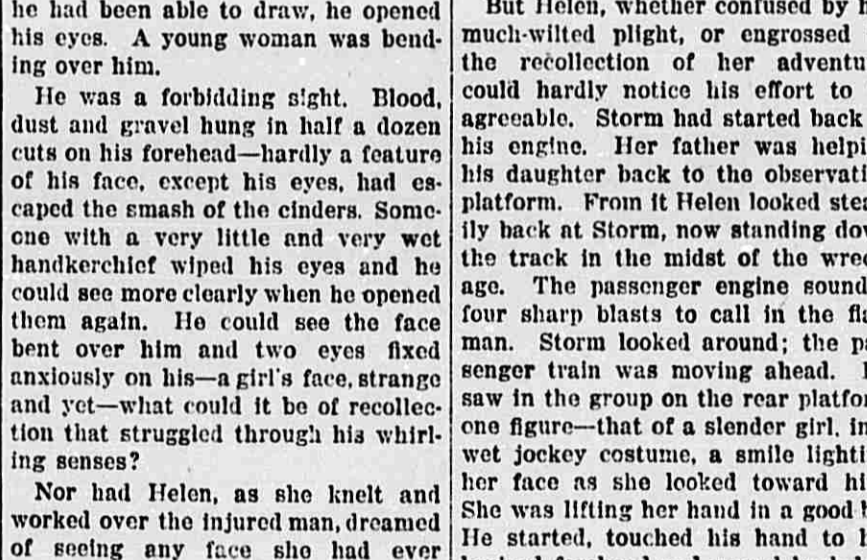 he had been able to draw, he opened
his eyes. A young woman was bend-
ing over him.
He was a forbidding sight. Blood,
dust and gravel hung in half a dozen
cuts on his forehead—hardly a feature
of his face, except his eyes, had es-
caped the smash of the cinders. Some-
one with a very little and very wet
handkerchief wiped his eyes and he
could see more clearly when he opened
them again. He could see the face
bent over him and two eyes fixed
anxiously on his—a girl's face, strange
and yet—what could it be of recollec-
tion that struggled through his whirl-
ing senses?
Nor had Helen, as she knelt and
worked over the injured man, dreamed
of seeing any face she had ever
But Helen, whether confused by
much-wilted plight, or engrossed
the recollection of her adventu
could hardly notice his effort to
agreeable. Storm had started back
his engine. Her father was helpi
his daughter back to the observati
platform. From it Helen looked stea
ily back at Storm, now standing dow
the track in the midst of the wrec
age. The passenger engine sound
four sharp blasts to call in the fla
man. Storm looked around; the pa
senger train was moving ahead.
saw in the group on the rear platfor
one figure—that of a slender girl, in
wet jockey costume, a smile lighti
her face as she looked toward hi
She was lifting her hand in a good
He started, touched his hand to